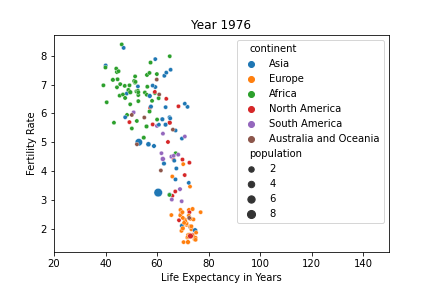 Year 1976
continent
Asia
Europe
Africa
North America
South America
Australia and Oceania
population
2
4
6
8
8
7
6
5
4
3
2
Fertility Rate
20 40 60 80 100 120 140
Life Expectancy in Years